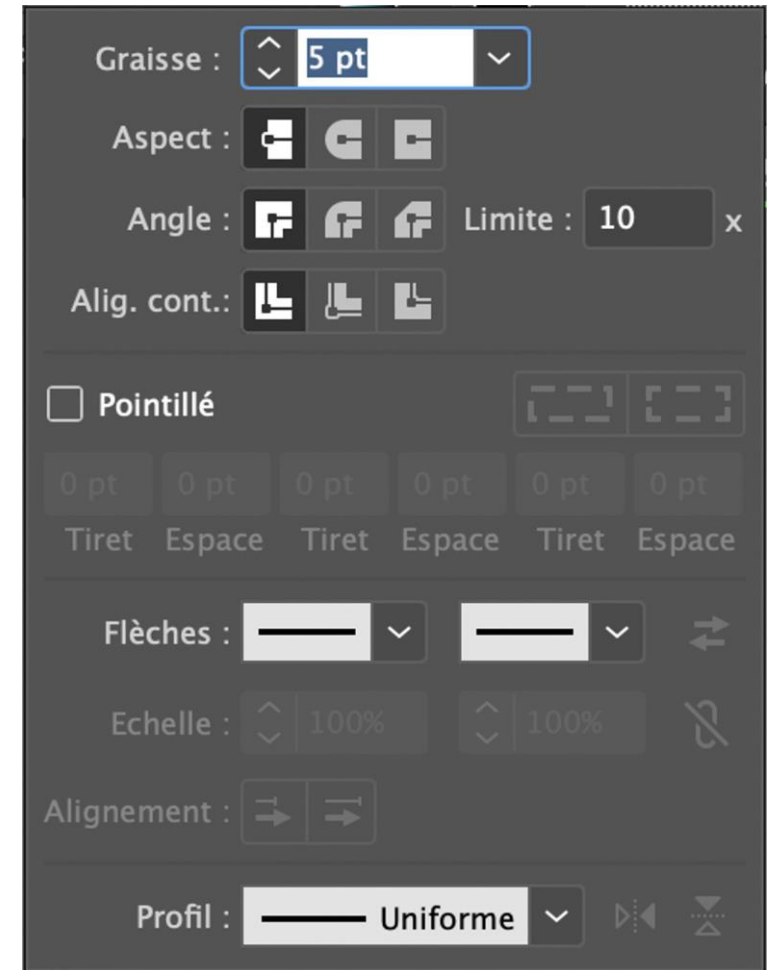 Graisse : 5 pt
Aspect :
Angle : Limite : 10 x
Alig. cont.:
Pointillé
0 pt 0 pt 0 pt 0 pt 0 pt 0 pt
Tiret Espace Tiret Espace Tiret Espace
Flèches :
Echelle : 100% 100%
Alignement :
Profil : Uniforme